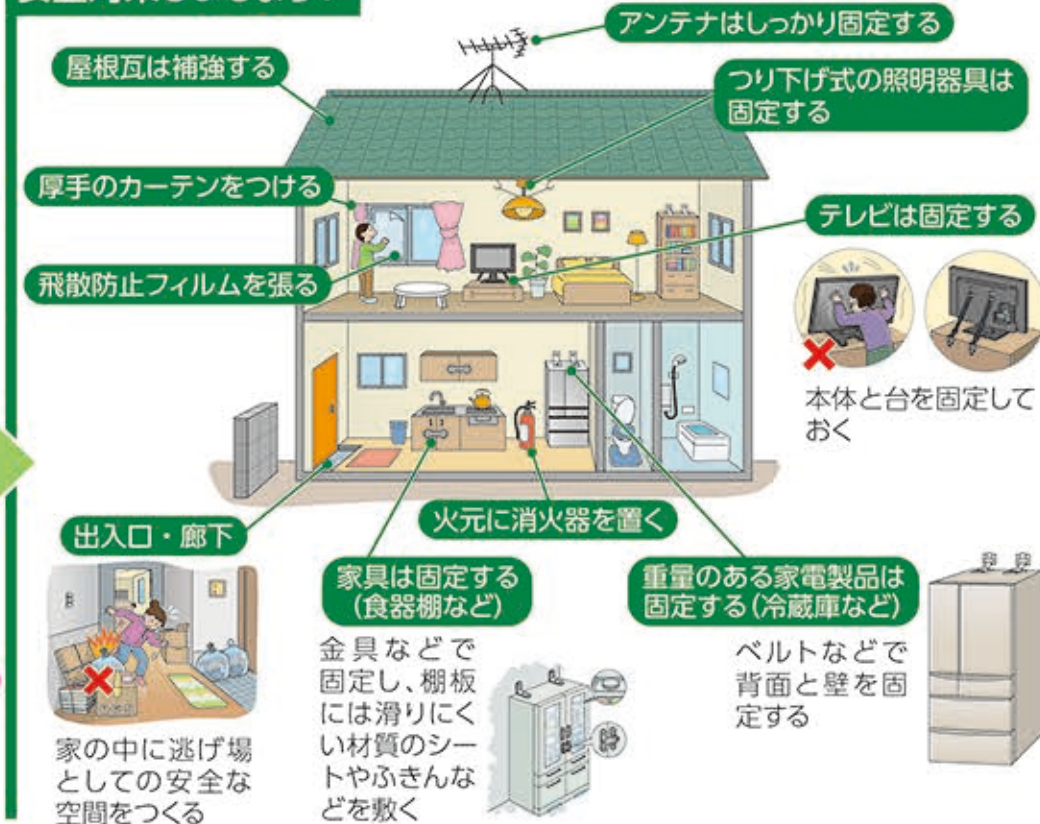 アンテナはしっかり固定する
屋根瓦は補強する
つり下げ式の照明器具は
固定する
厚手のカーテンをつける
テレビは固定する
飛散防止フィルムを張る
本体と台を固定して
おく
火元に消火器を置く
出入口・廊下
家の中に逃げ場
としての安全な
空間をつくる
家具は固定する
(食器棚など)
金具などで
固定し、棚板
には滑りにく
い材質のシー
トやふきんな
どを敷く
重量のある家電製品は
固定する(冷蔵庫など)
ベルトなどで
背面と壁を固
定する